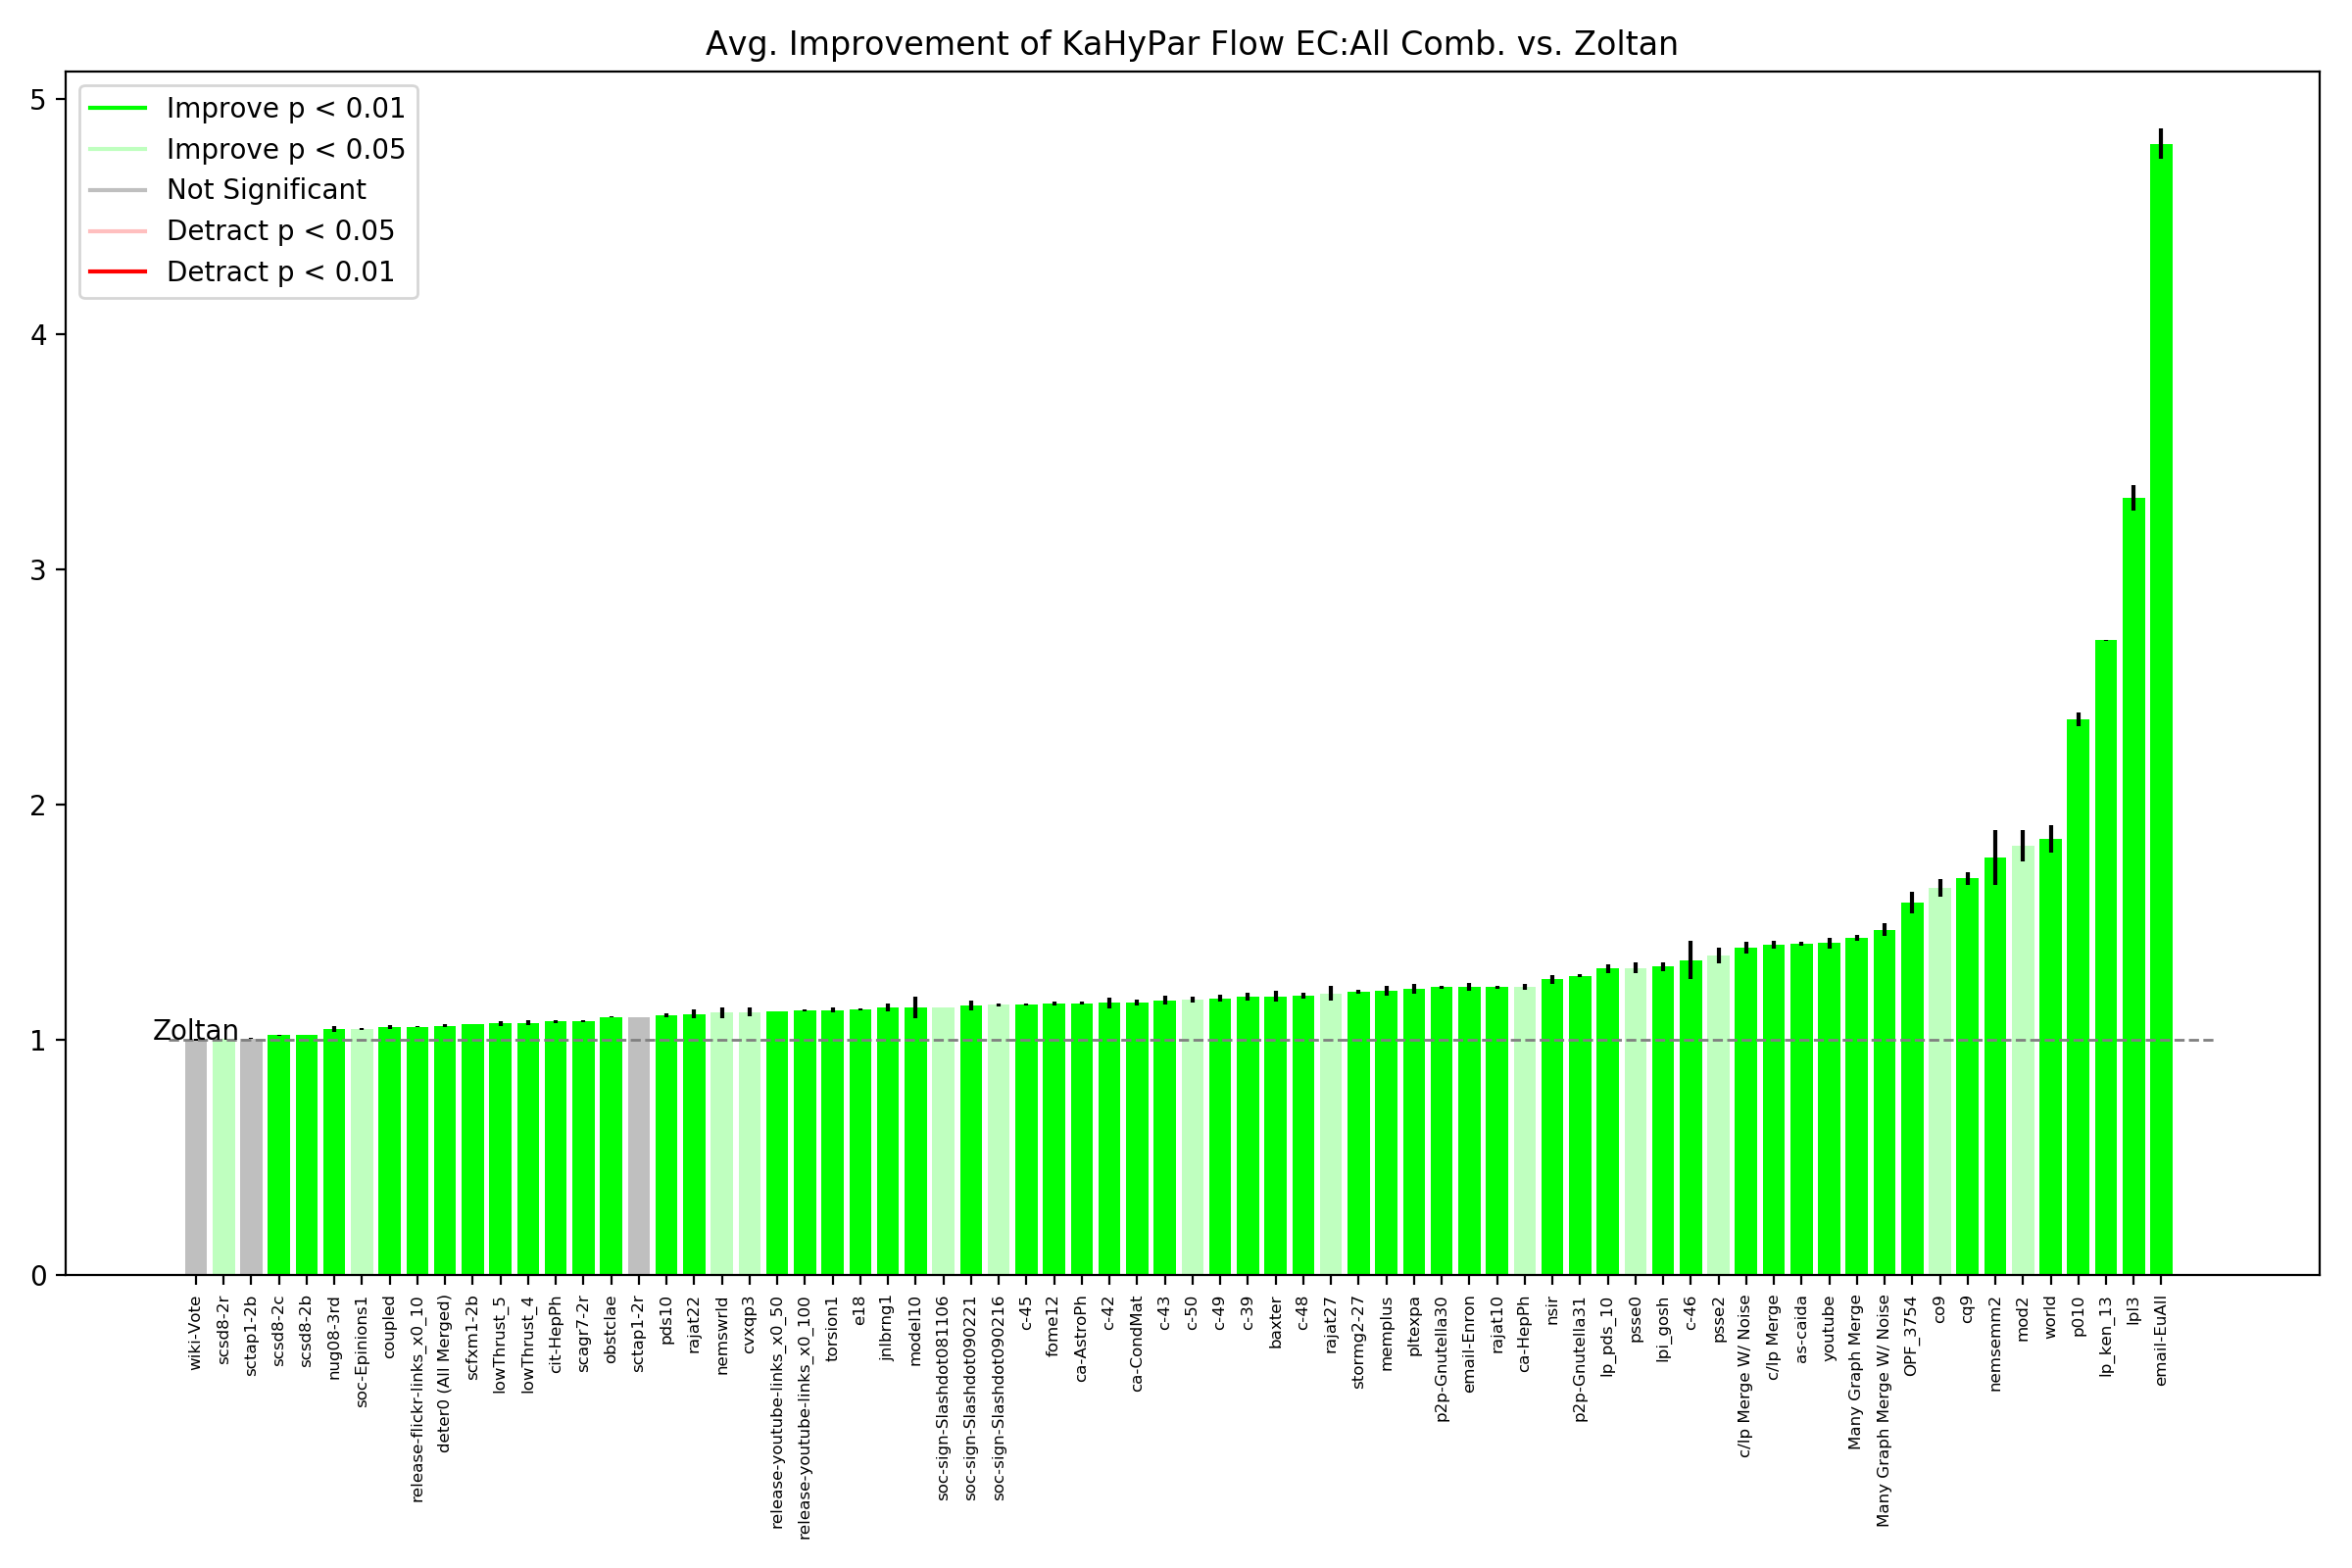 Avg. Improvement of KaHyPar Flow EC:All Comb. vs. Zoltan
Improve p < 0.01
Improve p < 0.05
Not Significant
Detract p < 0.05
Detract p < 0.01
5
4
3
2
1
0
Zoltan
wiki-Vote
scsd8-2r
sctap1-2b
scsd8-2c
scsd8-2b
nug08-3rd
soc-Epinions1
coupled
release-flickr-links_x0_10
deter0 (All Merged)
scfxm1-2b
lowThrust_5
lowThrust_4
cit-HepPh
scagr7-2r
obstclae
sctap1-2r
pds10
rajat22
nemswrld
cvxqp3
release-youtube-links_x0_50
release-youtube-links_x0_100
torsion1
e18
jnlbrng1
model10
soc-sign-Slashdot081106
soc-sign-Slashdot090221
soc-sign-Slashdot090216
c-45
fome12
ca-AstroPh
c-42
ca-CondMat
c-43
c-50
c-49
c-39
baxter
c-48
rajat27
stormg2-27
memplus
pltexpa
p2p-Gnutella30
email-Enron
rajat10
ca-HepPh
nsir
p2p-Gnutella31
lp_pds_10
psse0
lpi_gosh
c-46
psse2
c/lp Merge W/ Noise
c/lp Merge
as-caida
youtube
Many Graph Merge
Many Graph Merge W/ Noise
OPF_3754
co9
cq9
nemsemm2
mod2
world
p010
lp_ken_13
lpl3
email-EuAll